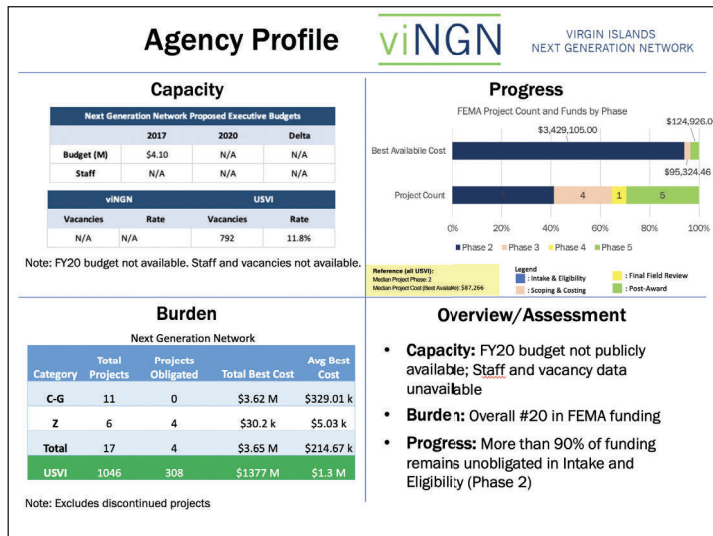 Agency Profile
viNGN
VIRGIN ISLANDS
NEXT GENERATION NETWORK
Capacity
Next Generation Network Proposed Executive Budgets
2017 2020 Delta
Budget (M) $4.10 N/A N/A
Staff N/A N/A N/A
viNGN USVI
Vacancies Rate Vacancies Rate
N/A N/A 792 11.8%
Note: FY20 budget not available. Staff and vacancies not available.
Progress
FEMA Project Count and Funds by Phase
$3,429,105.00 $124,926.0
Best Availabile Cost
$95,324.46
Project Count 4 1 5
0% 20% 40% 60% 80% 100%
Phase 2 Phase 3 Phase 4 Phase 5
Reference (all USVI):
Median Project Phase: 2
Median Project Cost (Best Available): $87,266
Legend
: Intake & Eligibility
: Scoping & Costing
: Final Field Review
: Post-Award
Burden
Next Generation Network
Category Total Projects Projects Obligated Total Best Cost Avg Best Cost
C-G 11 0 $3.62 M $329.01 k
Z 6 4 $30.2 k $5.03 k
Total 17 4 $3.65 M $214.67 k
USVI 1046 308 $1377 M $1.3 M
Note: Excludes discontinued projects
Overview/Assessment
• Capacity: FY20 budget not publicly
available; Staff and vacancy data
unavailable
• Burden: Overall #20 in FEMA funding
• Progress: More than 90% of funding
remains unobligated in Intake and
Eligibility (Phase 2)